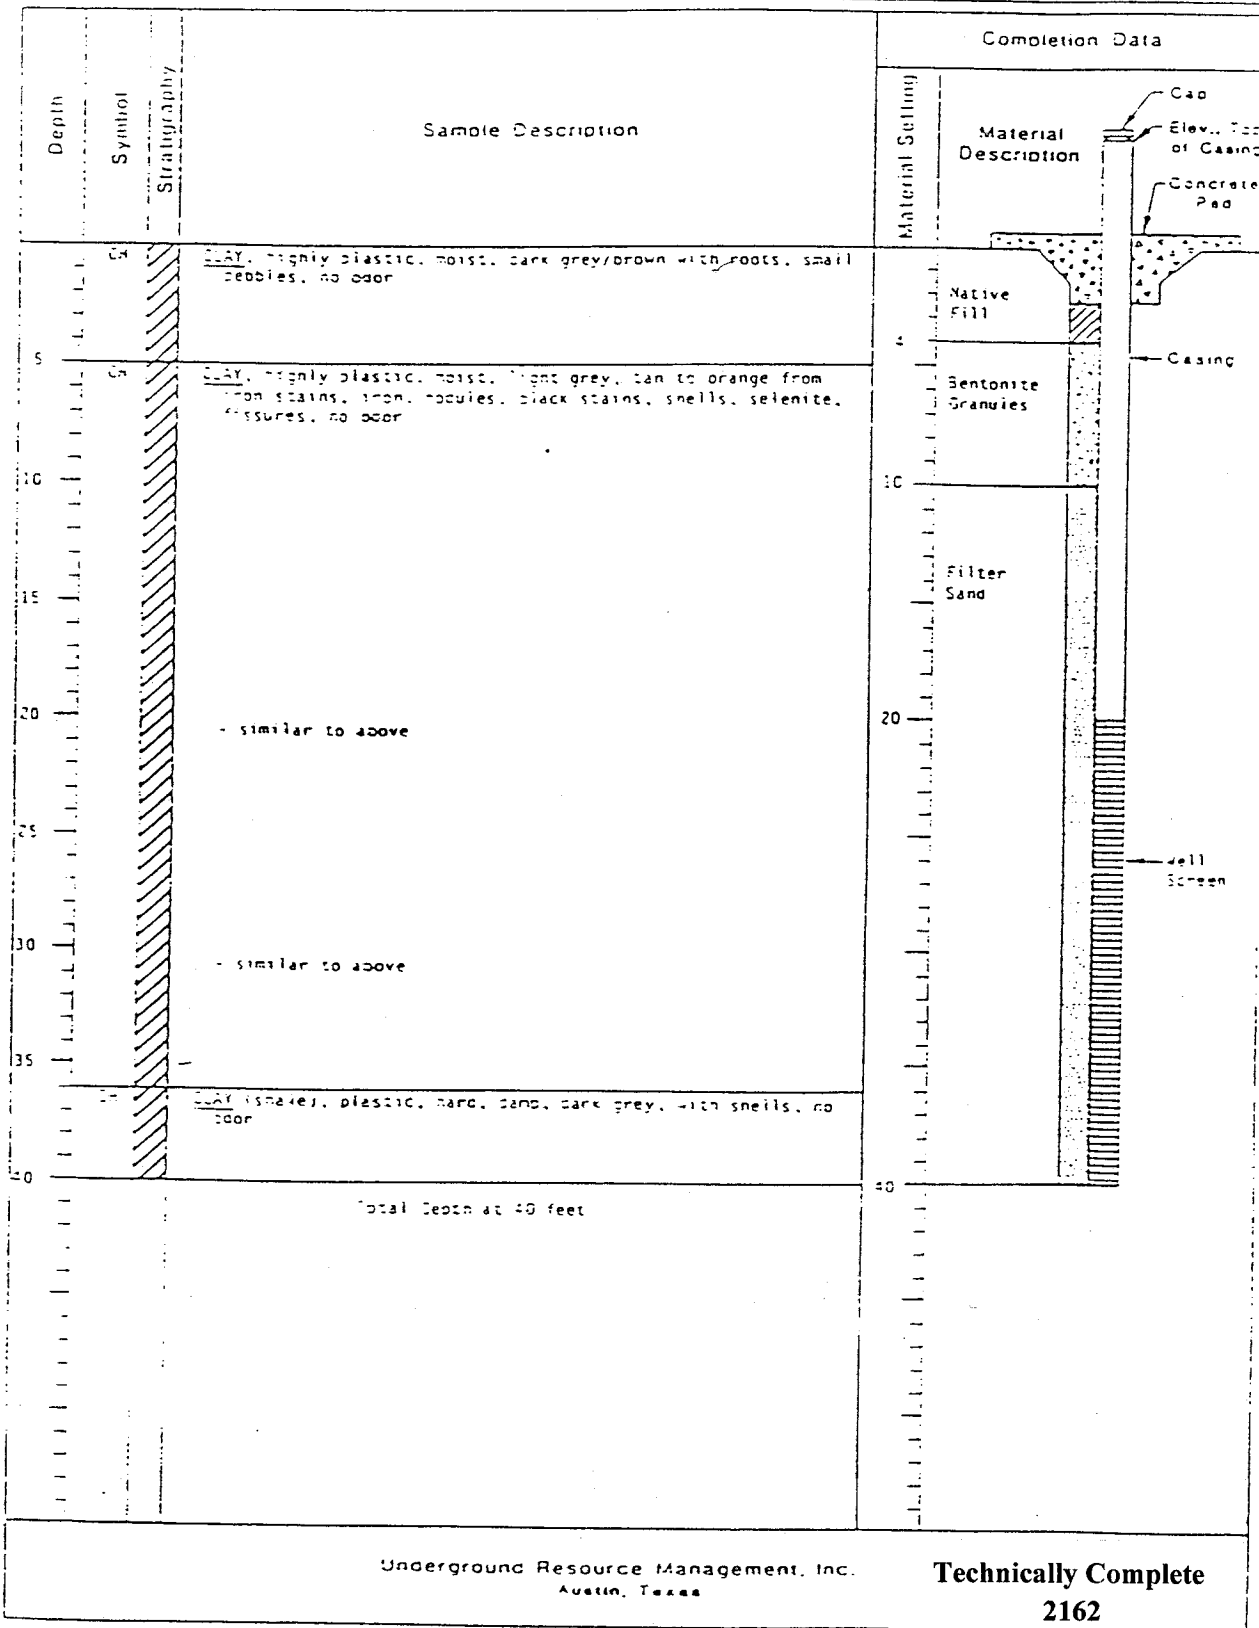 Completion Data
Depth
Symbol
Stratigraphy
Sample Description
Material Setting
Material
Description
Cap
Elev., Top
of Casing
Concrete
Pad
CH
CLAY, highly plastic, moist, dark grey/brown with roots, small
pebbles, no odor
Native
Fill
4
5
CH
CLAY, highly plastic, moist, light grey, tan to orange from
iron stains, iron, nodules, black stains, shells, selenite,
fissures, no odor
Casing
Bentonite
Granules
10
10
Filter
Sand
15
20
- similar to above
20
25
Well
Screen
30
- similar to above
35
CH
CLAY (shaley), plastic, hard, damp, dark grey, with shells, no
odor
40
40
Total Depth at 40 feet
Underground Resource Management, Inc.
Austin, Texas
Technically Complete
2162